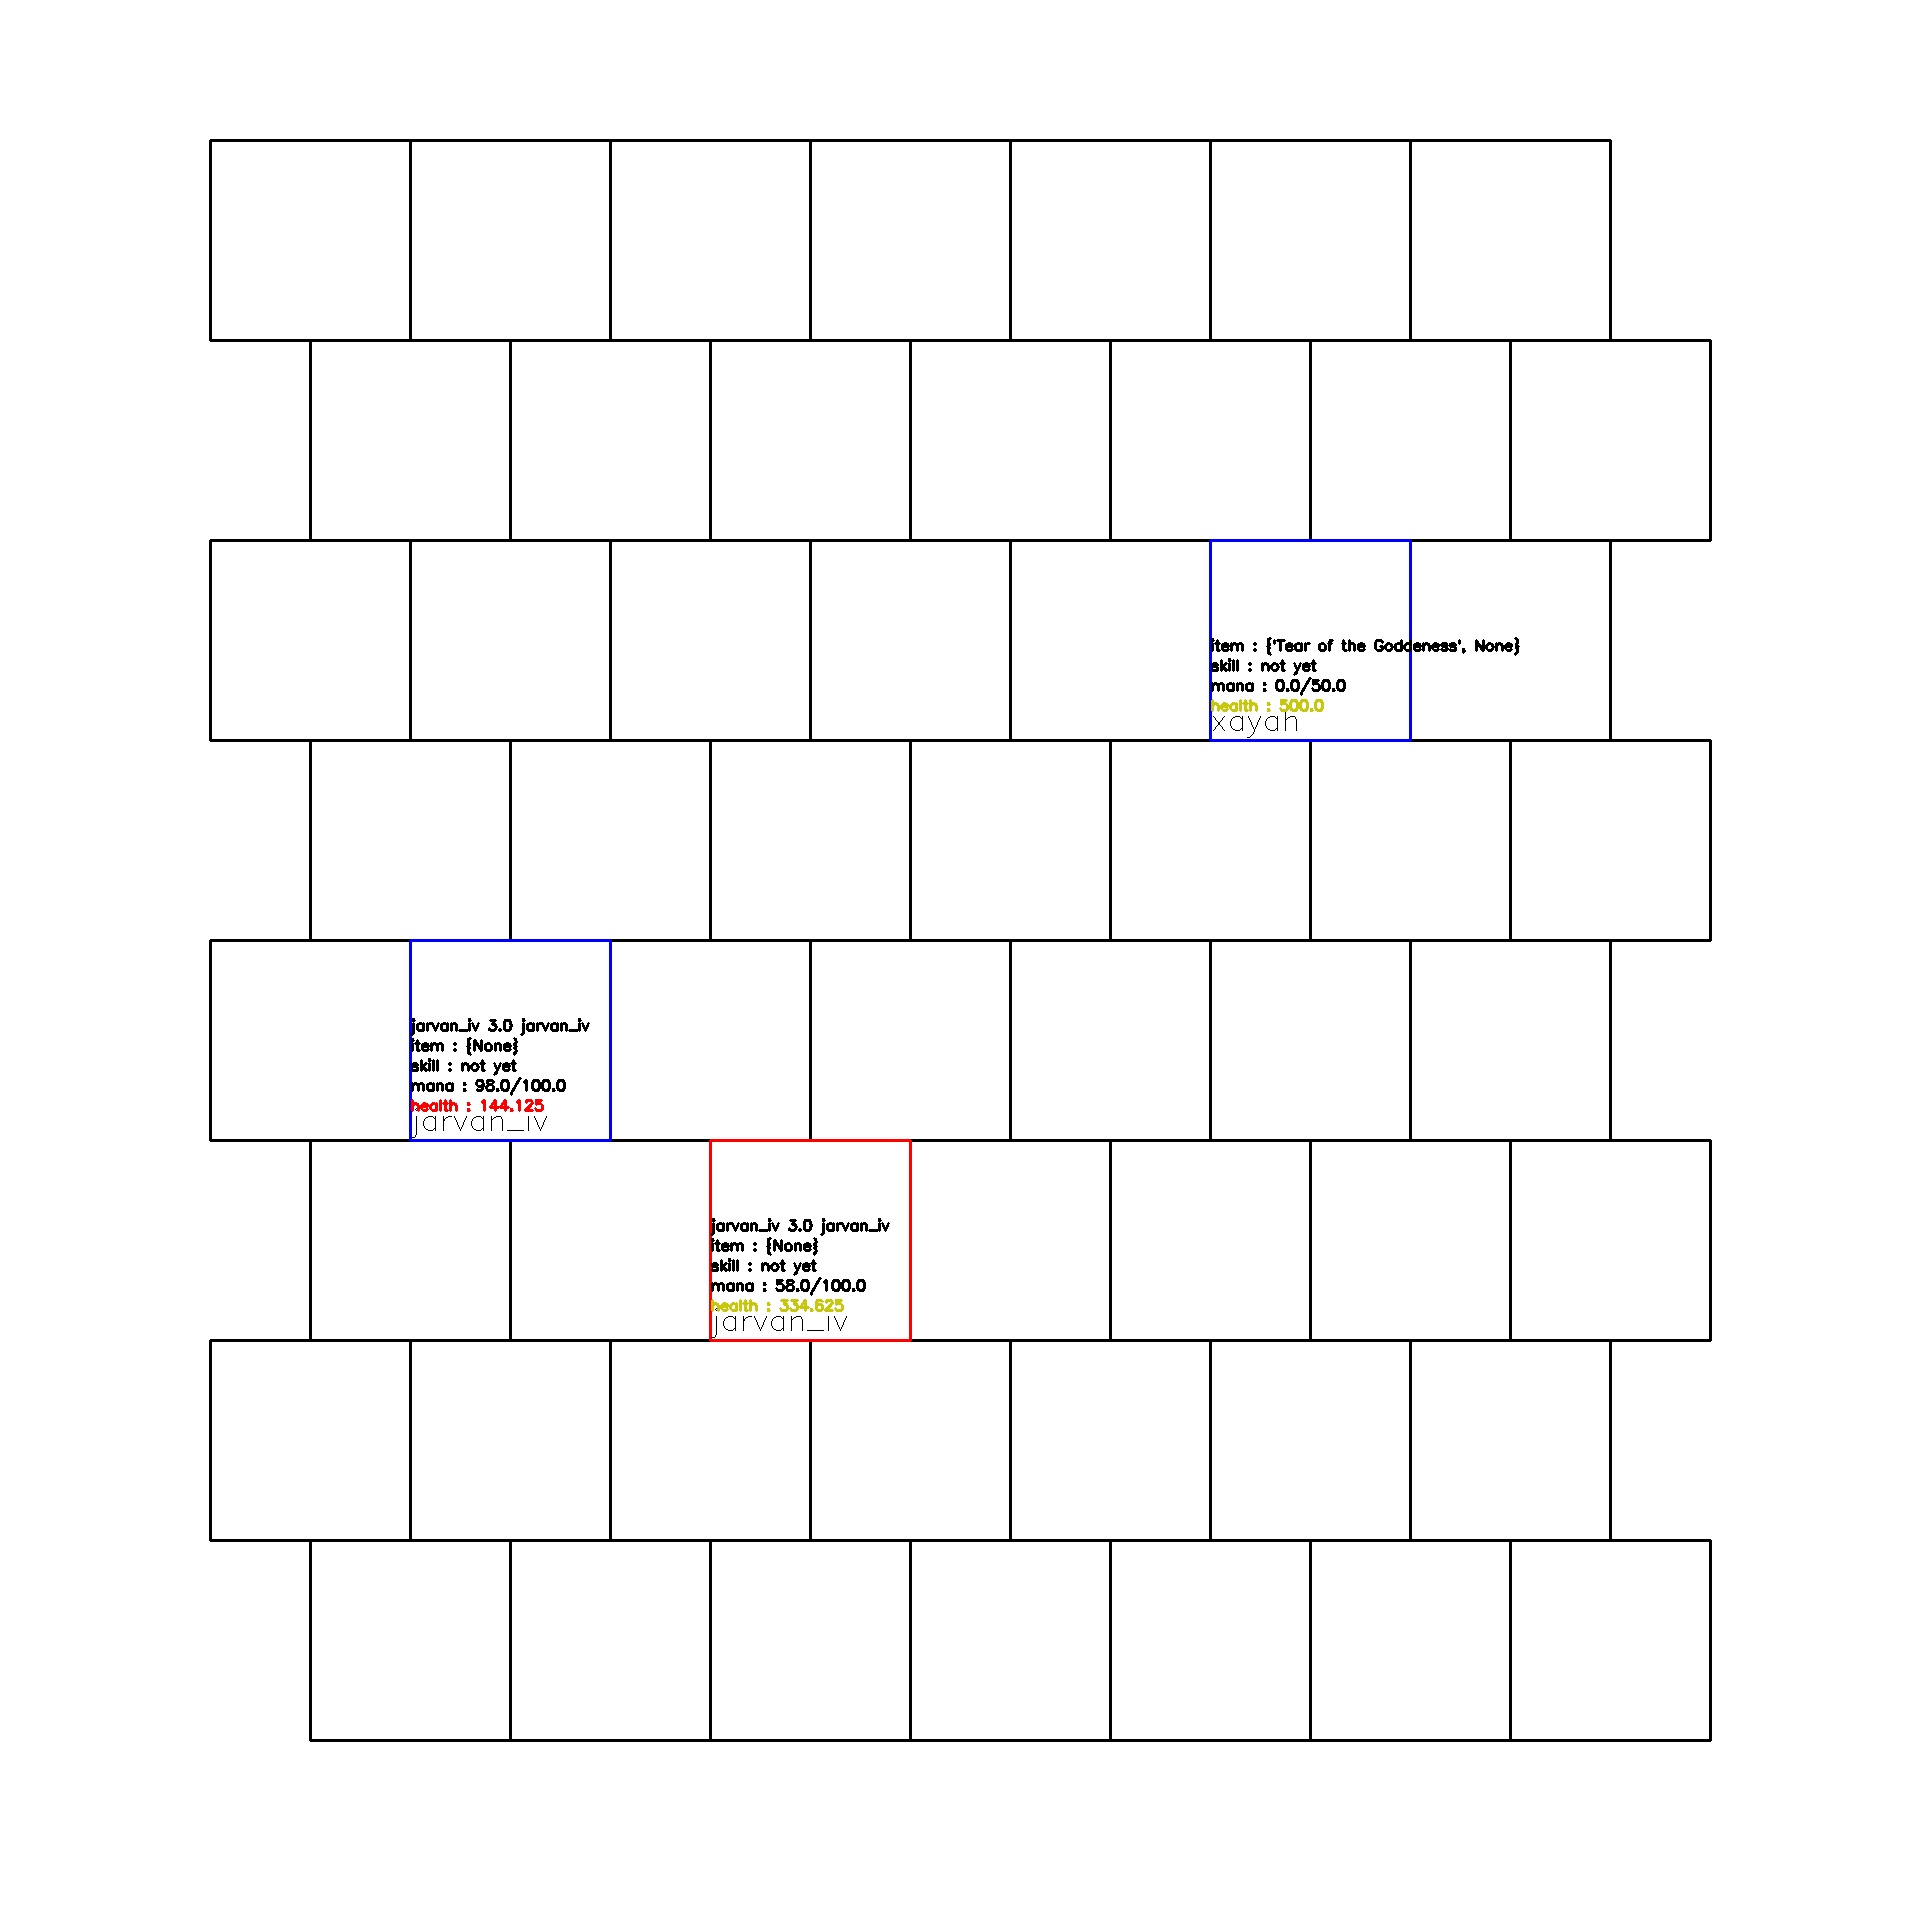 item : {'Tear of the Goddeness', None}
skill : not yet
mana : 0.0/50.0
health : 500.0
xayah
jarvan_iv 3.0 jarvan_iv
item : {None}
skill : not yet
mana : 98.0/100.0
health : 144.125
jarvan_iv
jarvan_iv 3.0 jarvan_iv
item : {None}
skill : not yet
mana : 58.0/100.0
health : 334.625
jarvan_iv